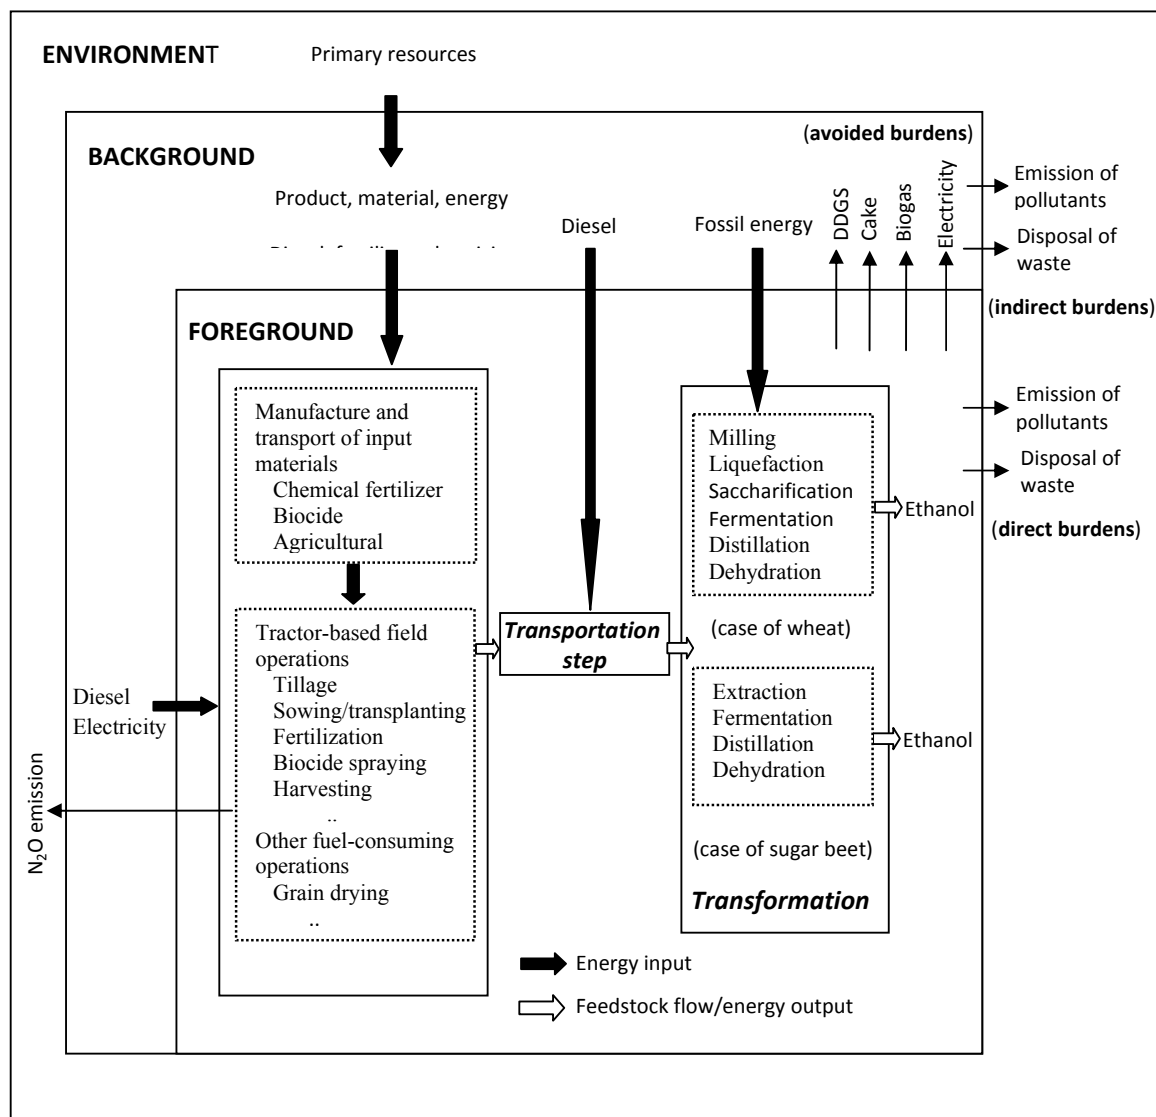 ENVIRONMENT
Primary resources
(avoided burdens)
BACKGROUND
Product, material, energy
Diesel
Fossil energy
DDGS
Cake
Biogas
Electricity
Emission of
pollutants
Disposal of
waste
(indirect burdens)
FOREGROUND
Manufacture and
transport of input
materials
Chemical fertilizer
Biocide
Agricultural
Tractor-based field
operations
Tillage
Sowing/transplanting
Fertilization
Biocide spraying
Harvesting
..
Other fuel-consuming
operations
Grain drying
..
Diesel
Electricity
N₂O emission
Transportation
step
Milling
Liquefaction
Saccharification
Fermentation
Distillation
Dehydration
(case of wheat)
Ethanol
Extraction
Fermentation
Distillation
Dehydration
(case of sugar beet)
Ethanol
Transformation
Emission of
pollutants
Disposal of
waste
(direct burdens)
Energy input
Feedstock flow/energy output